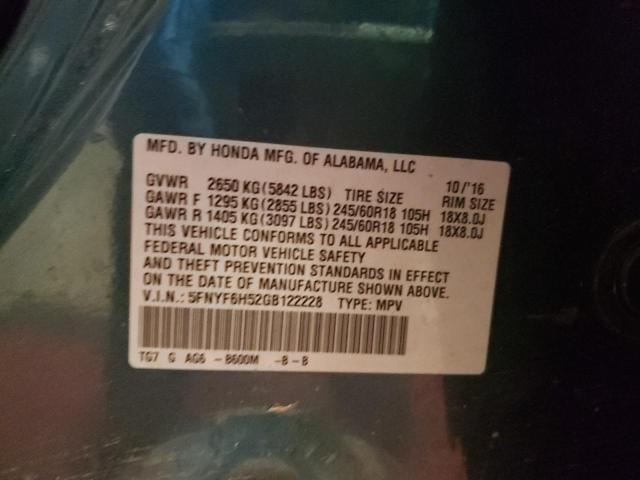 MFD. BY HONDA MFG. OF ALABAMA, LLC 10/'16
GVWR 2650 KG(5842 LBS) TIRE SIZE RIM SIZE
GAWR F 1295 KG(2855 LBS) 245/60R18 105H 18X8.0J
GAWR R 1405 KG(3097 LBS) 245/60R18 105H 18X8.0J
THIS VEHICLE CONFORMS TO ALL APPLICABLE
FEDERAL MOTOR VEHICLE SAFETY
AND THEFT PREVENTION STANDARDS IN EFFECT
ON THE DATE OF MANUFACTURE SHOWN ABOVE.
V.I.N.: 5FNYF6H52GB122228 TYPE: MPV
TG7 G AG6 -B600M -B-B